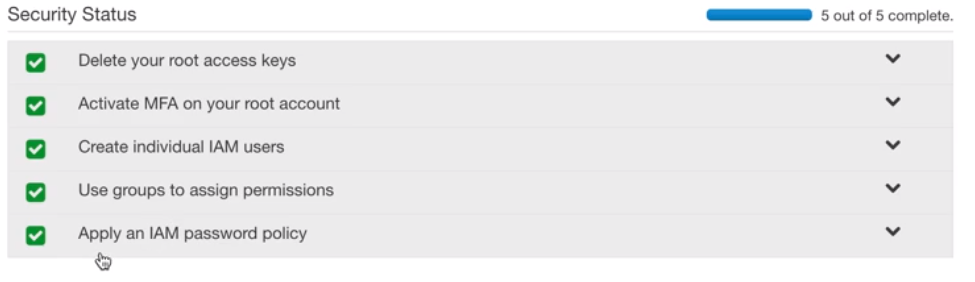 Security Status
5 out of 5 complete.
Delete your root access keys
Activate MFA on your root account
Create individual IAM users
Use groups to assign permissions
Apply an IAM password policy